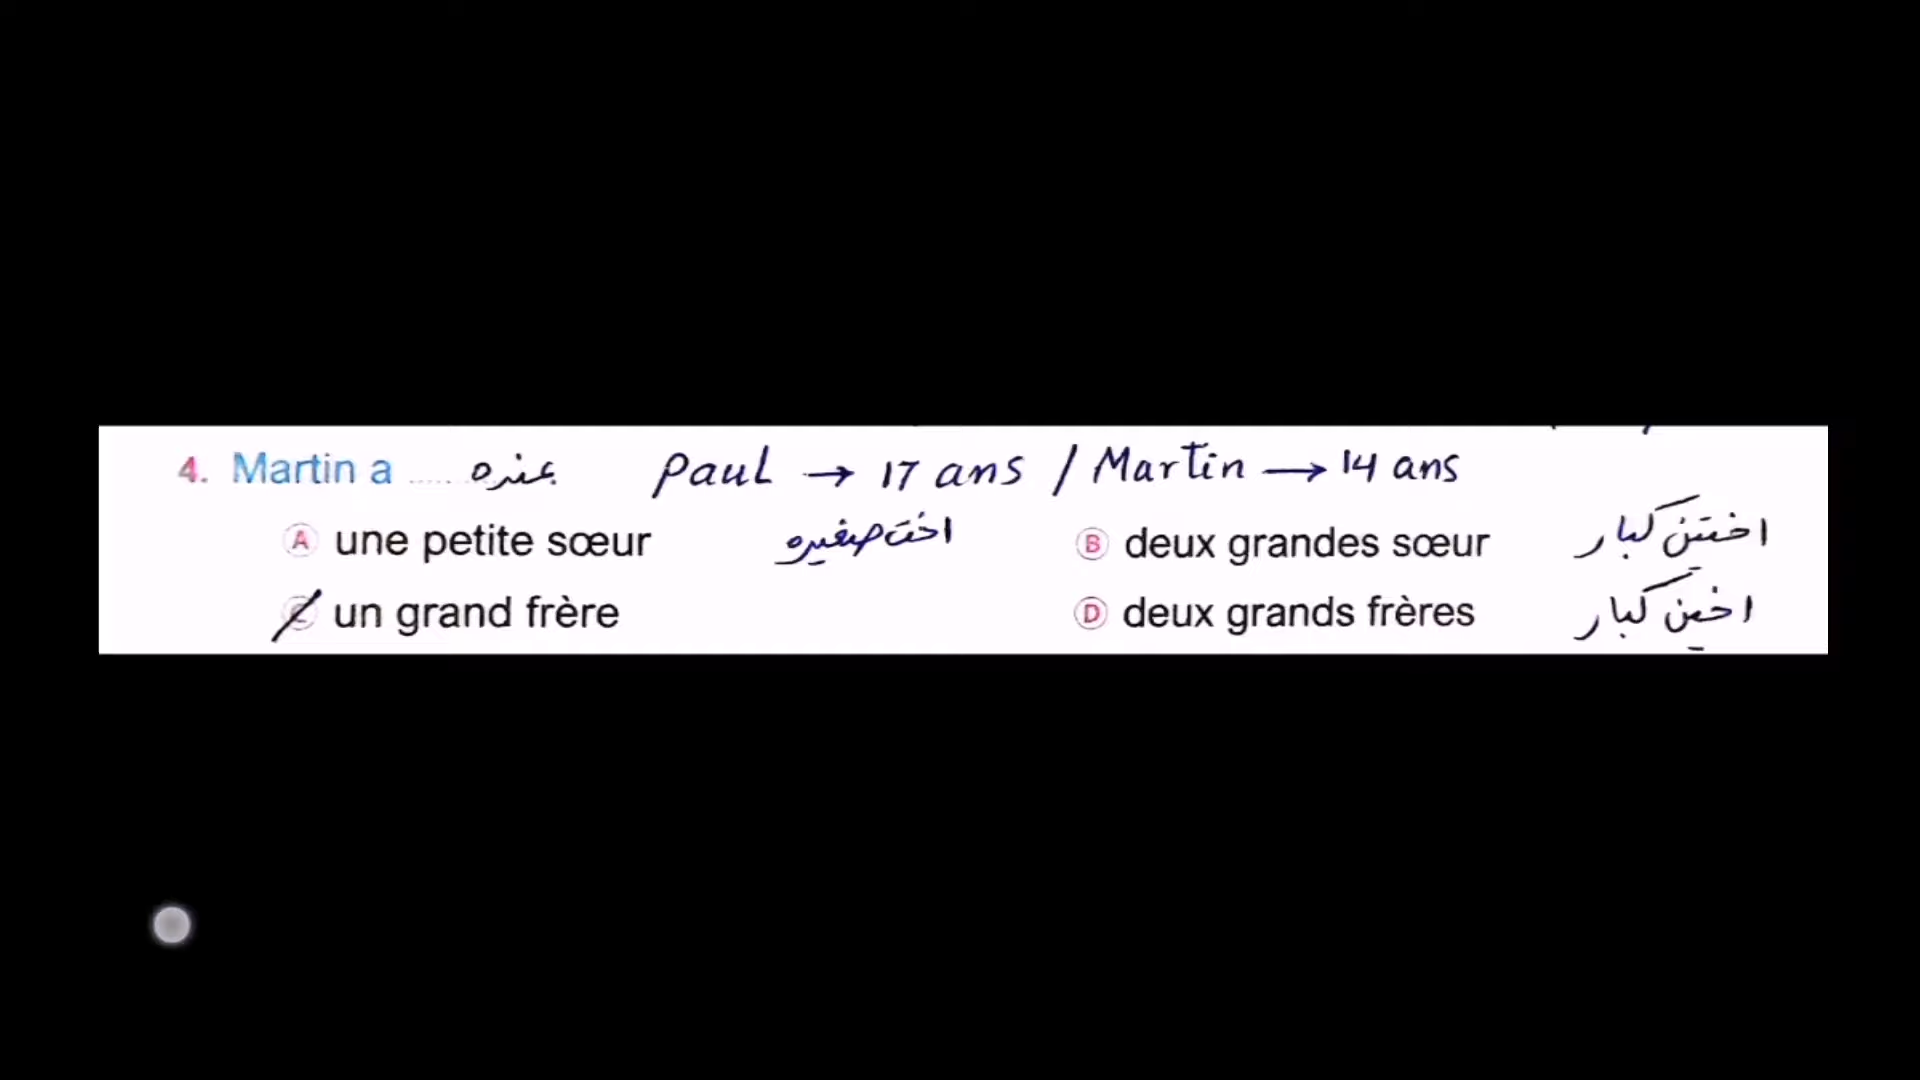 4. Martin a ..... عنده Paul → 17 ans / Martin → 14 ans
A une petite sœur اخت صغيره B deux grandes sœur اختين كبار
C un grand frère D deux grands frères اخين كبار